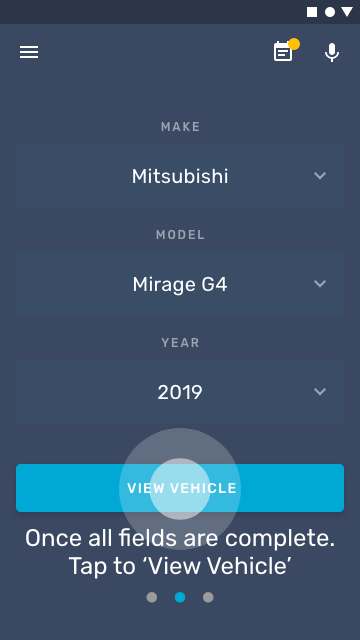 MAKE
Mitsubishi
MODEL
Mirage G4
YEAR
2019
VIEW VEHICLE
Once all fields are complete.
Tap to ‘View Vehicle’